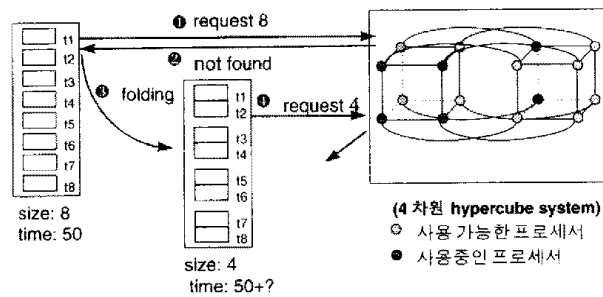 ❶ request 8
❷
not found
❸ folding
❹
request 4
t1
t2
t3
t4
t5
t6
t7
t8
size: 8
time: 50
t1
t2
t3
t4
t5
t6
t7
t8
size: 4
time: 50+?
(4 차원 hypercube system)
사용 가능한 프로세서
사용중인 프로세서